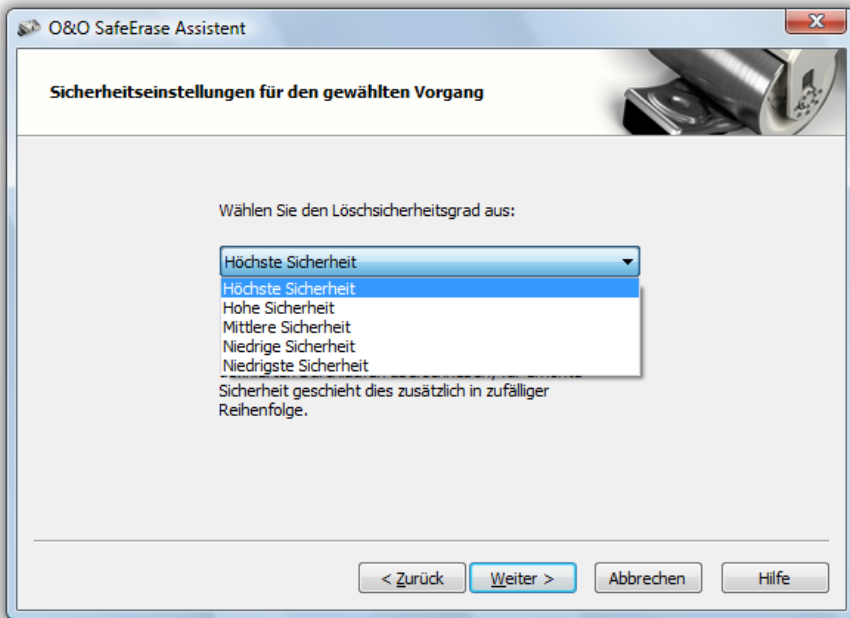 O&O SafeErase Assistent
Sicherheitseinstellungen für den gewählten Vorgang
Wählen Sie den Löschsicherheitsgrad aus:
Höchste Sicherheit
Höchste Sicherheit
Hohe Sicherheit
Mittlere Sicherheit
Niedrige Sicherheit
Niedrigste Sicherheit
Sicherheit geschieht dies zusätzlich in zufälliger
Reihenfolge.
< Zurück
Weiter >
Abbrechen
Hilfe